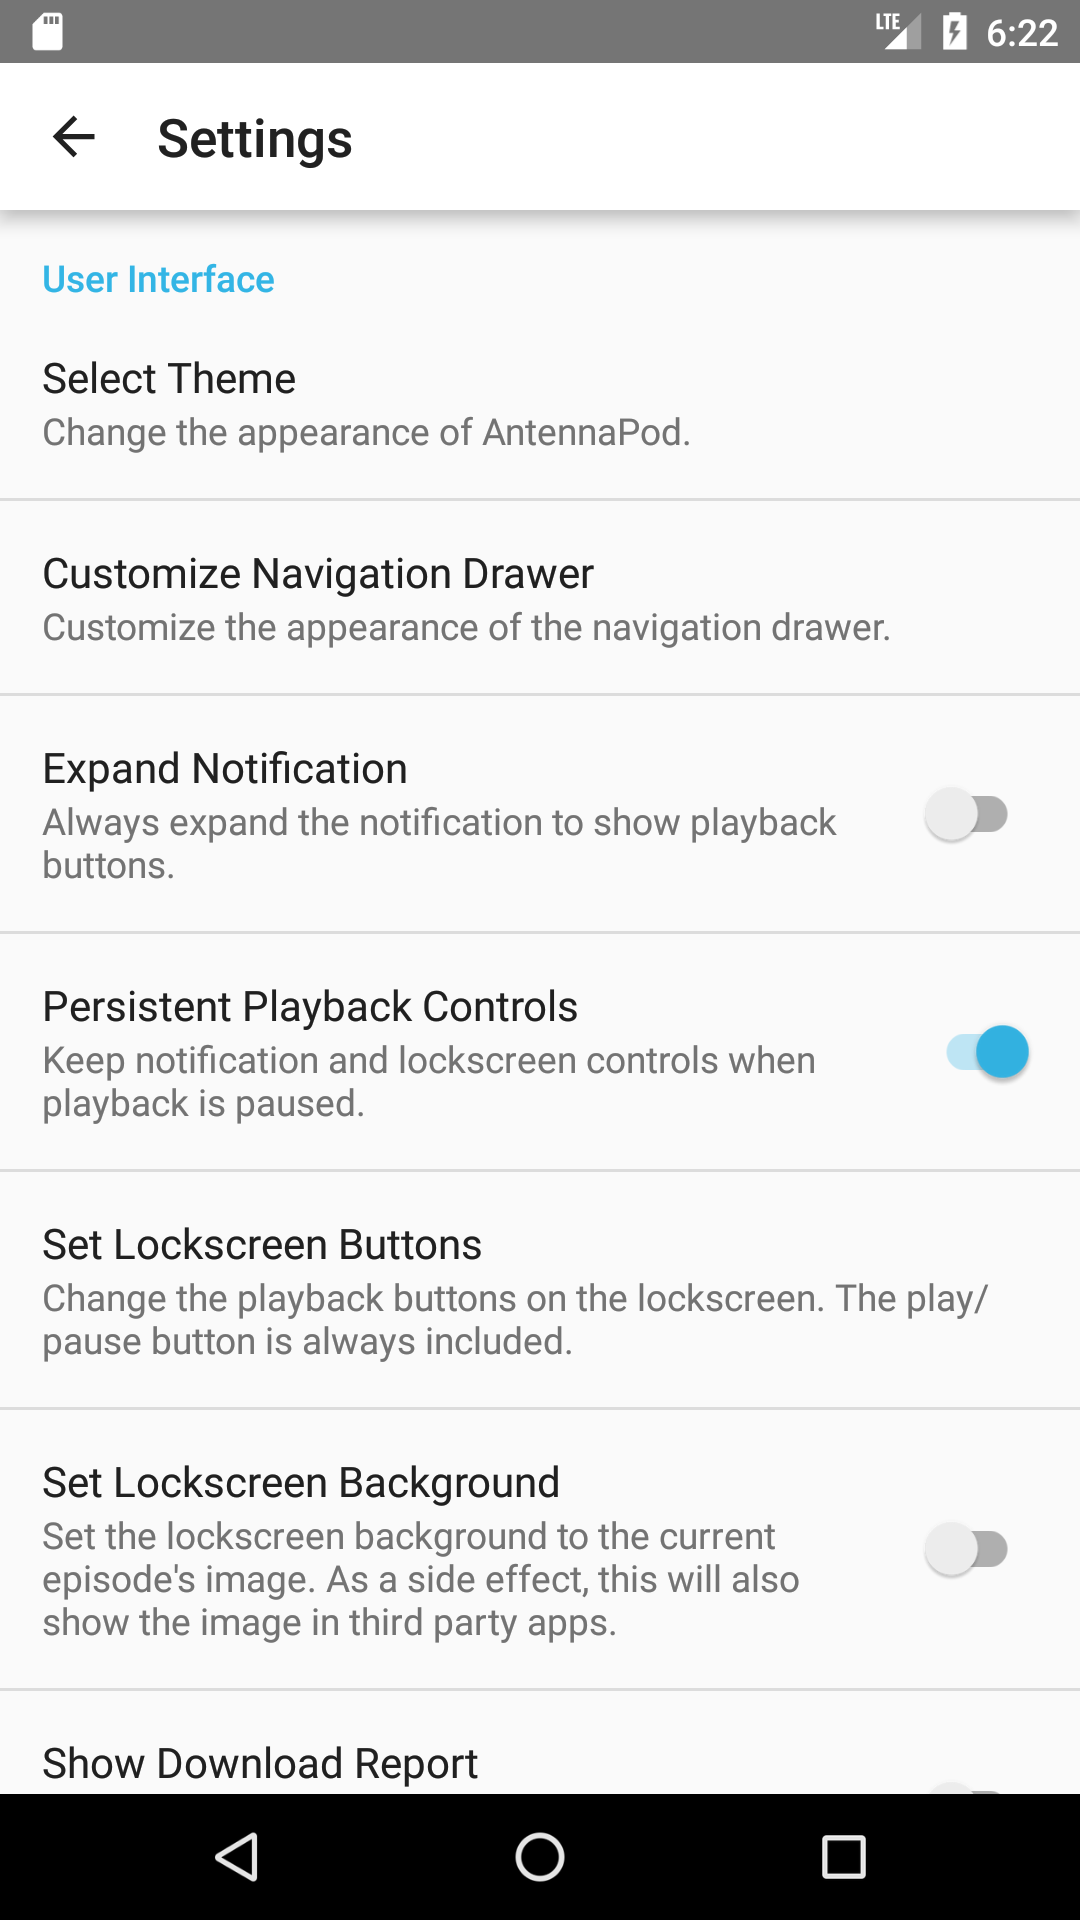 LTE 6:22
Settings
User Interface
Select Theme
Change the appearance of AntennaPod.
Customize Navigation Drawer
Customize the appearance of the navigation drawer.
Expand Notification
Always expand the notification to show playback
buttons.
Persistent Playback Controls
Keep notification and lockscreen controls when
playback is paused.
Set Lockscreen Buttons
Change the playback buttons on the lockscreen. The play/
pause button is always included.
Set Lockscreen Background
Set the lockscreen background to the current
episode's image. As a side effect, this will also
show the image in third party apps.
Show Download Report